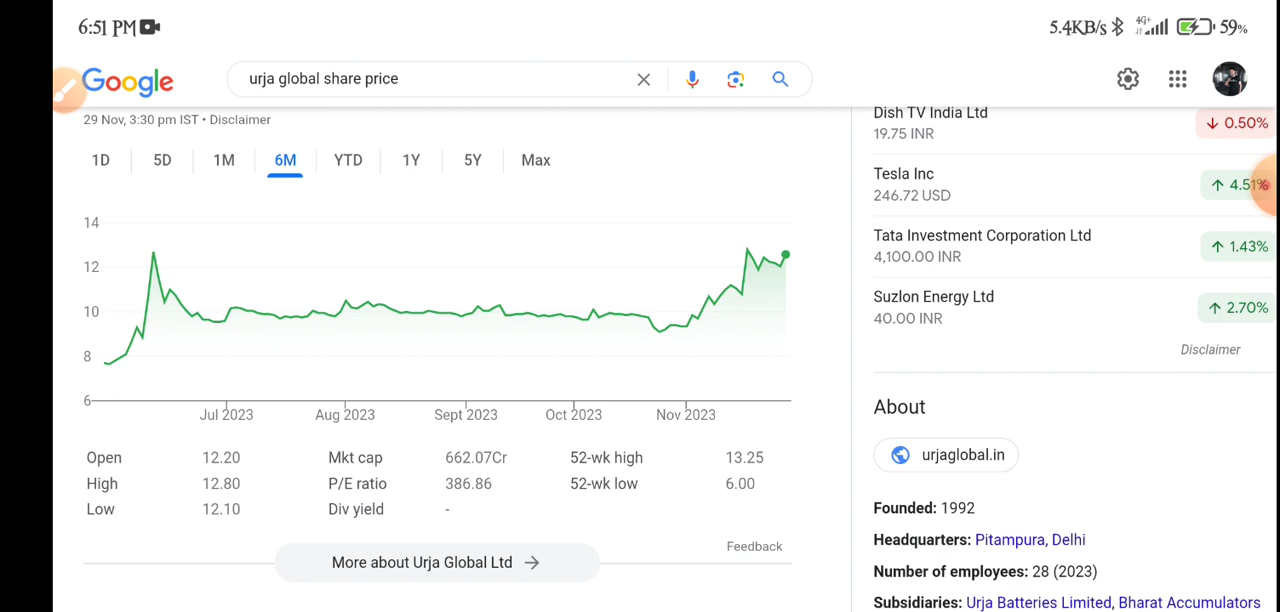 6:51 PM
5.4KB/s 4G+ 59%
Google
urja global share price
29 Nov, 3:30 pm IST • Disclaimer
1D 5D 1M 6M YTD 1Y 5Y Max
14
12
10
8
6
Jul 2023 Aug 2023 Sept 2023 Oct 2023 Nov 2023
Open 12.20 Mkt cap 662.07Cr 52-wk high 13.25
High 12.80 P/E ratio 386.86 52-wk low 6.00
Low 12.10 Div yield -
Feedback
More about Urja Global Ltd →
Dish TV India Ltd
19.75 INR
↓ 0.50%
Tesla Inc
246.72 USD
↑ 4.51%
Tata Investment Corporation Ltd
4,100.00 INR
↑ 1.43%
Suzlon Energy Ltd
40.00 INR
↑ 2.70%
Disclaimer
About
urjaglobal.in
Founded: 1992
Headquarters: Pitampura, Delhi
Number of employees: 28 (2023)
Subsidiaries: Urja Batteries Limited, Bharat Accumulators